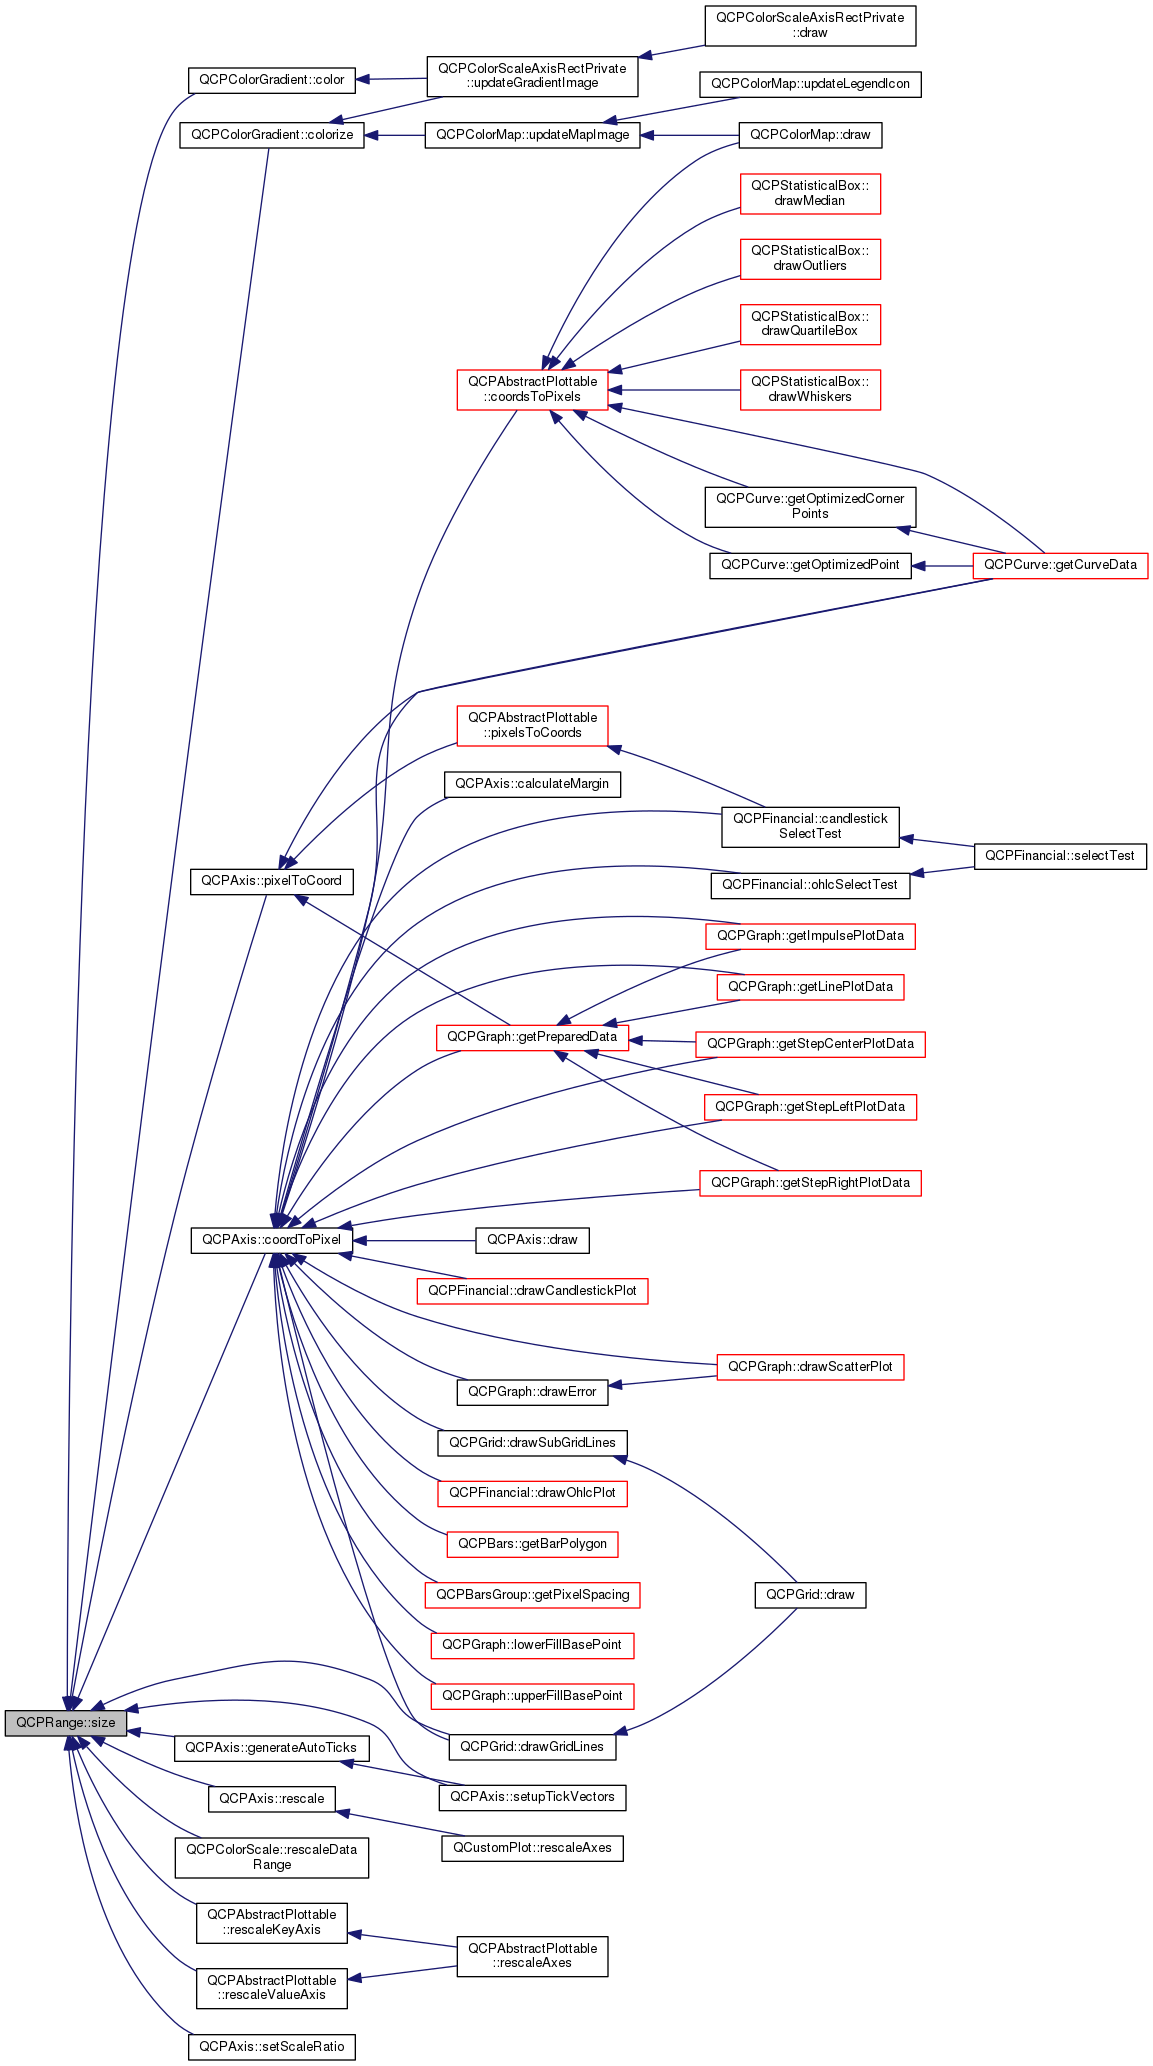 QCPColorScaleAxisRectPrivate
::draw
QCPColorGradient::color
QCPColorScaleAxisRectPrivate
::updateGradientImage
QCPColorMap::updateLegendIcon
QCPColorGradient::colorize
QCPColorMap::updateMapImage
QCPColorMap::draw
QCPStatisticalBox::
drawMedian
QCPStatisticalBox::
drawOutliers
QCPStatisticalBox::
drawQuartileBox
QCPAbstractPlottable
::coordsToPixels
QCPStatisticalBox::
drawWhiskers
QCPCurve::getOptimizedCorner
Points
QCPCurve::getOptimizedPoint
QCPCurve::getCurveData
QCPAbstractPlottable
::pixelsToCoords
QCPAxis::calculateMargin
QCPFinancial::candlestick
SelectTest
QCPFinancial::selectTest
QCPAxis::pixelToCoord
QCPFinancial::ohlcSelectTest
QCPGraph::getImpulsePlotData
QCPGraph::getLinePlotData
QCPGraph::getPreparedData
QCPGraph::getStepCenterPlotData
QCPGraph::getStepLeftPlotData
QCPGraph::getStepRightPlotData
QCPAxis::coordToPixel
QCPAxis::draw
QCPFinancial::drawCandlestickPlot
QCPGraph::drawScatterPlot
QCPGraph::drawError
QCPGrid::drawSubGridLines
QCPFinancial::drawOhlcPlot
QCPBars::getBarPolygon
QCPBarsGroup::getPixelSpacing
QCPGrid::draw
QCPGraph::lowerFillBasePoint
QCPGraph::upperFillBasePoint
QCPRange::size
QCPAxis::generateAutoTicks
QCPGrid::drawGridLines
QCPAxis::rescale
QCPAxis::setupTickVectors
QCPColorScale::rescaleData
Range
QCustomPlot::rescaleAxes
QCPAbstractPlottable
::rescaleKeyAxis
QCPAbstractPlottable
::rescaleAxes
QCPAbstractPlottable
::rescaleValueAxis
QCPAxis::setScaleRatio